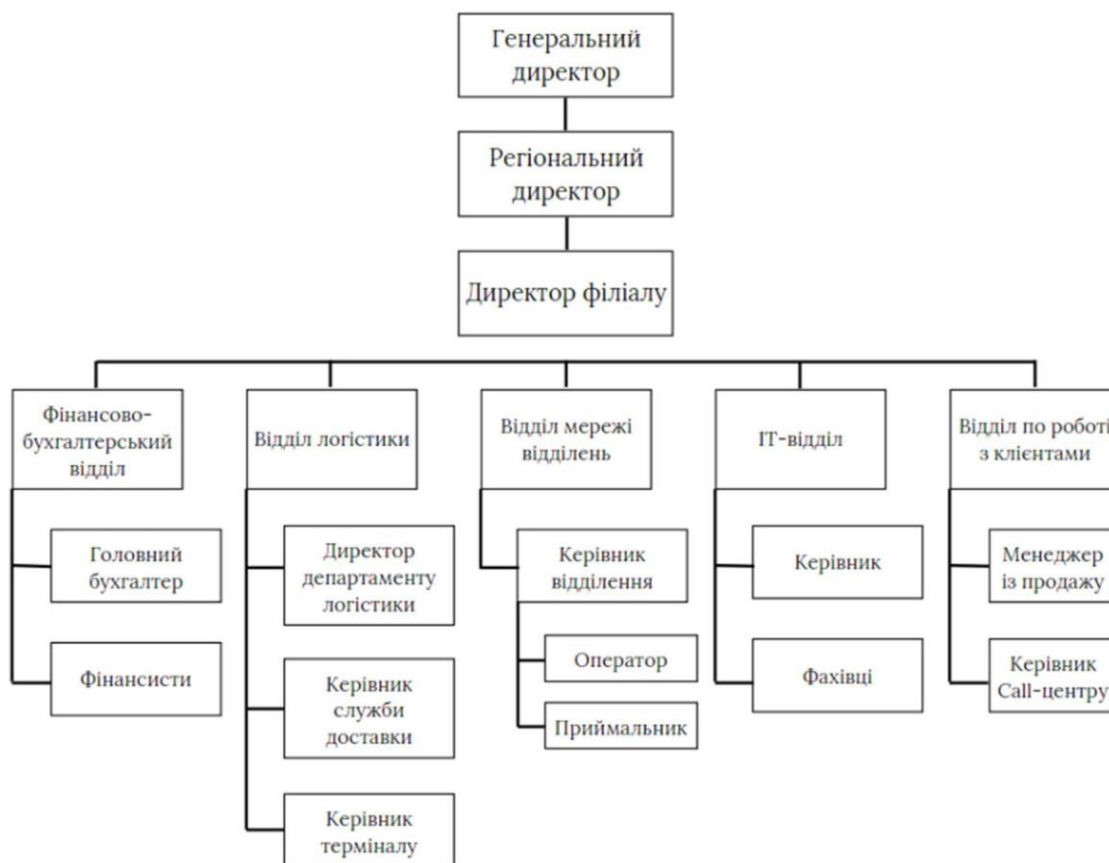 Генеральний
директор
Регіональний
директор
Директор філіалу
Фінансово-
бухгалтерський
відділ
Відділ логістики
Відділ мережі
відділень
ІТ-відділ
Відділ по роботі
з клієнтами
Головний
бухгалтер
Фінансисти
Директор
департаменту
логістики
Керівник
служби
доставки
Керівник
терміналу
Керівник
відділення
Оператор
Приймальник
Керівник
Фахівці
Менеджер
із продажу
Керівник
Call-центру